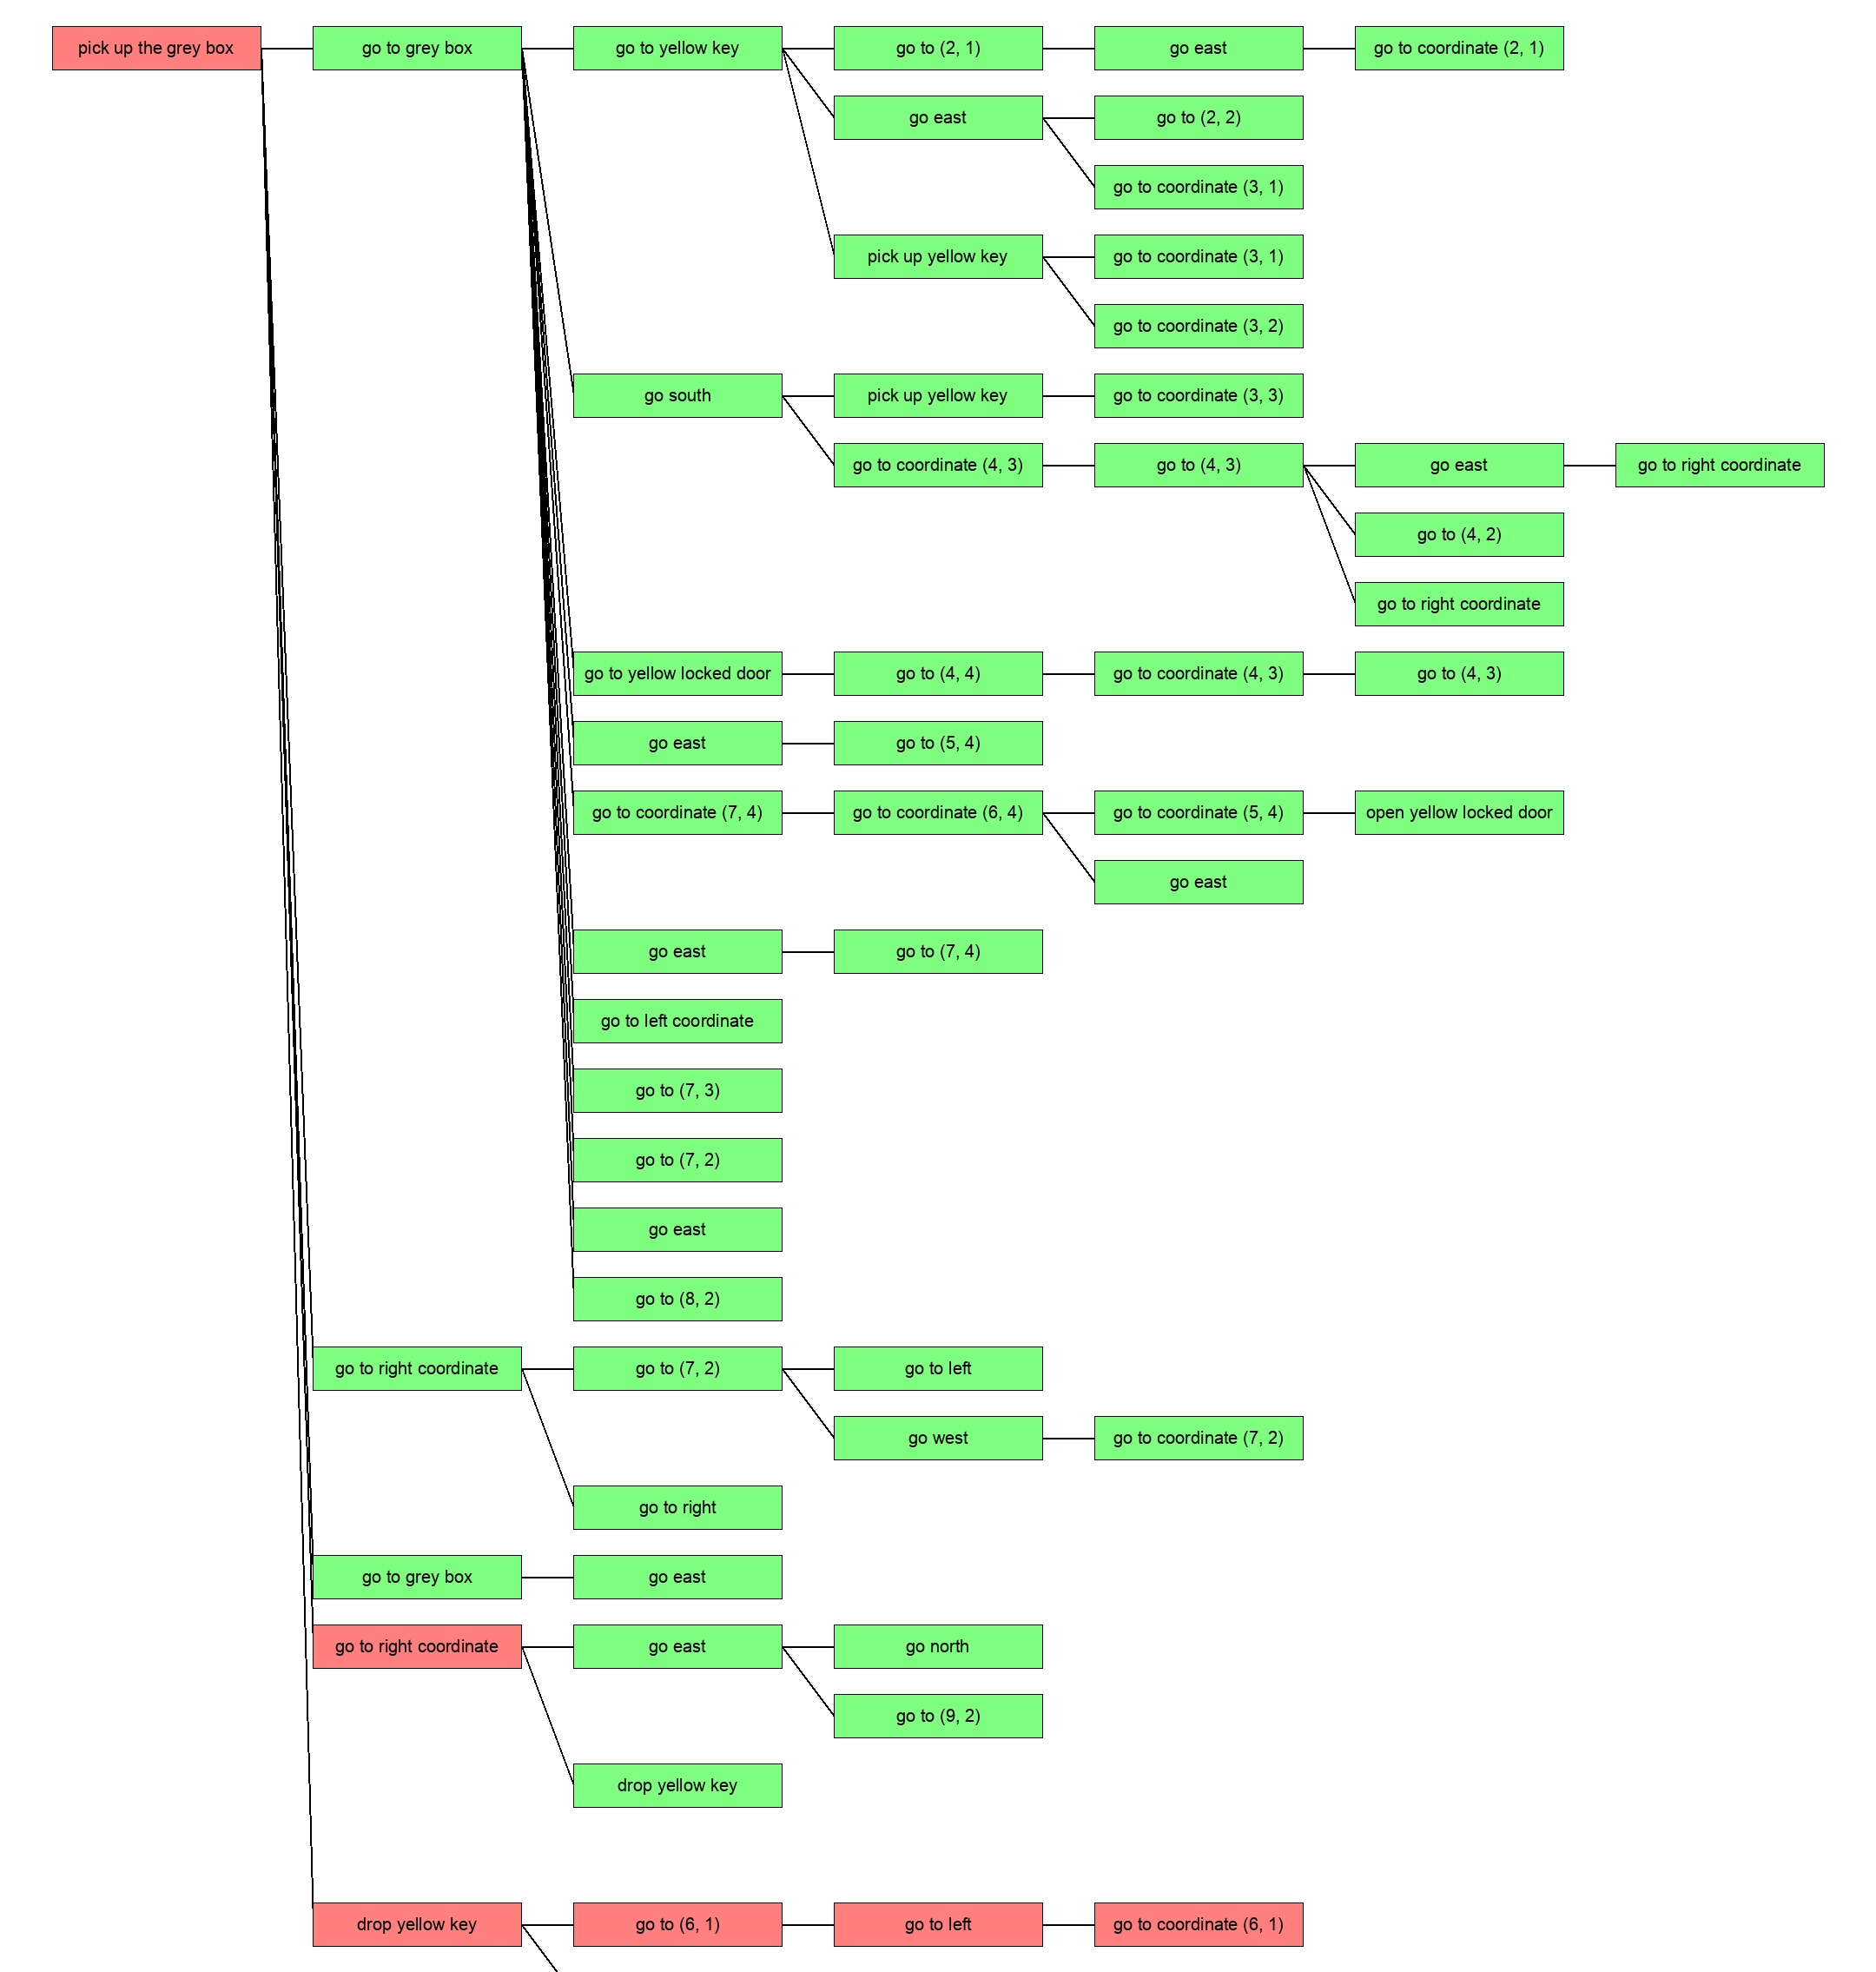 pick up the grey box
go to grey box
go to yellow key
go to (2, 1)
go east
go to coordinate (2, 1)
go east
go to (2, 2)
go to coordinate (3, 1)
pick up yellow key
go to coordinate (3, 1)
go to coordinate (3, 2)
go south
pick up yellow key
go to coordinate (3, 3)
go to coordinate (4, 3)
go to (4, 3)
go east
go to right coordinate
go to (4, 2)
go to right coordinate
go to yellow locked door
go to (4, 4)
go to coordinate (4, 3)
go to (4, 3)
go east
go to (5, 4)
go to coordinate (7, 4)
go to coordinate (6, 4)
go to coordinate (5, 4)
open yellow locked door
go east
go east
go to (7, 4)
go to left coordinate
go to (7, 3)
go to (7, 2)
go east
go to (8, 2)
go to right coordinate
go to (7, 2)
go to left
go west
go to coordinate (7, 2)
go to right
go to grey box
go east
go to right coordinate
go east
go north
go to (9, 2)
drop yellow key
drop yellow key
go to (6, 1)
go to left
go to coordinate (6, 1)